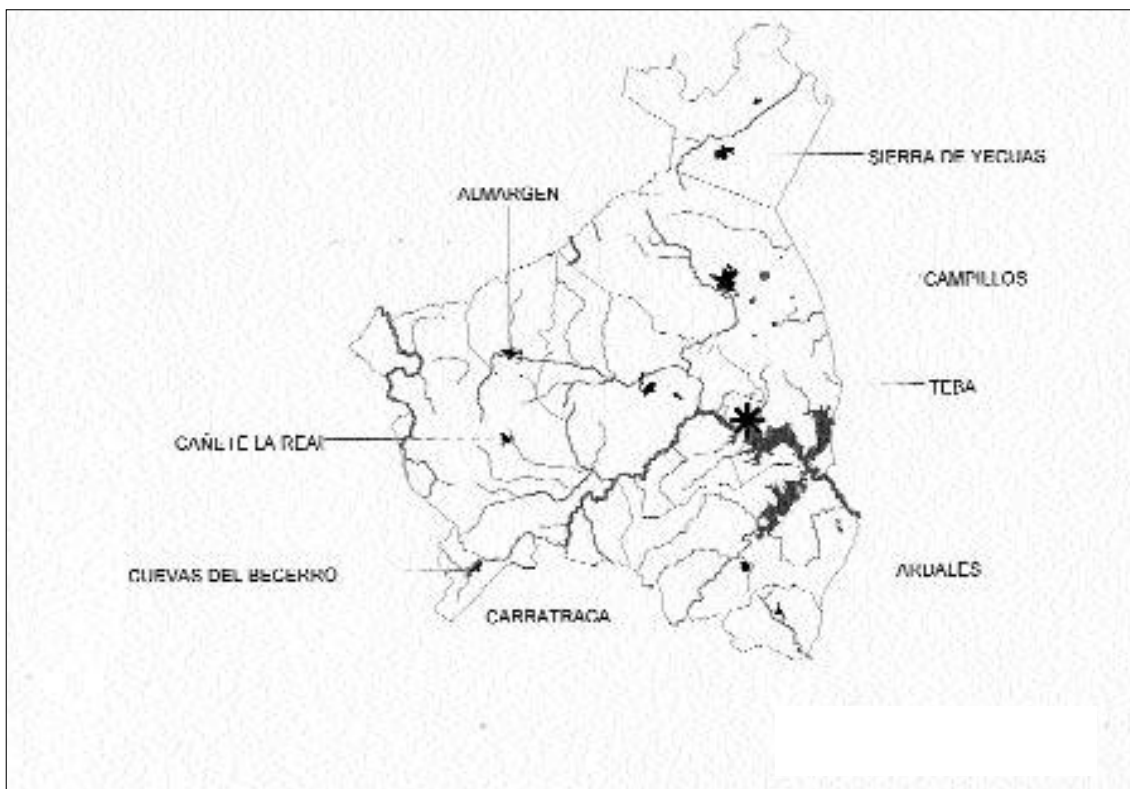 SIERRA DE YEGUAS
ALMARGEN
CAMPILLOS
TEBA
CAÑETE LA REAL
CUEVAS DEL BECERRO
ARDALES
CARRATRACA